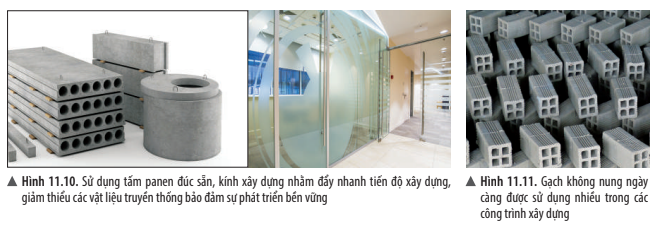 ▲ Hình 11.10. Sử dụng tấm panen đúc sẵn, kính xây dựng nhằm đẩy nhanh tiến độ xây dựng,
giảm thiểu các vật liệu truyền thống bảo đảm sự phát triển bền vững
▲ Hình 11.11. Gạch không nung ngày
càng được sử dụng nhiều trong các
công trình xây dựng